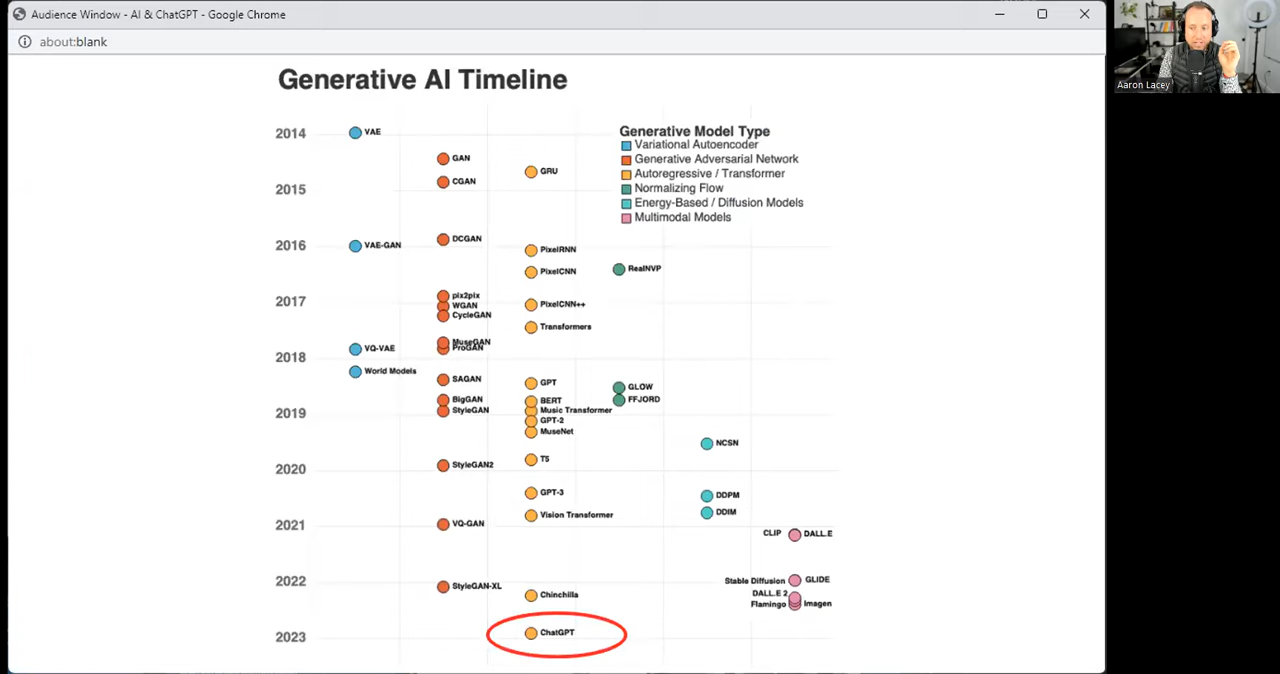 Audience Window - AI & ChatGPT - Google Chrome
about:blank
Aaron Lacey
Generative AI Timeline
Generative Model Type
Variational Autoencoder
Generative Adversarial Network
Autoregressive / Transformer
Normalizing Flow
Energy-Based / Diffusion Models
Multimodal Models
2014
VAE
GAN
GRU
CGAN
2015
2016
VAE-GAN
DCGAN
PixelRNN
PixelCNN
RealNVP
2017
pix2pix
WGAN
CycleGAN
PixelCNN++
Transformers
MuseGAN
ProGAN
VQ-VAE
2018
World Models
SAGAN
GPT
GLOW
BigGAN
BERT
FFJORD
StyleGAN
Music Transformer
2019
GPT-2
MuseNet
NCSN
T5
StyleGAN2
2020
GPT-3
DDPM
Vision Transformer
DDIM
2021
VQ-GAN
CLIP DALL.E
2022
Stable Diffusion GLIDE
StyleGAN-XL
Chinchilla
DALL.E 2
Flamingo Imagen
2023
ChatGPT